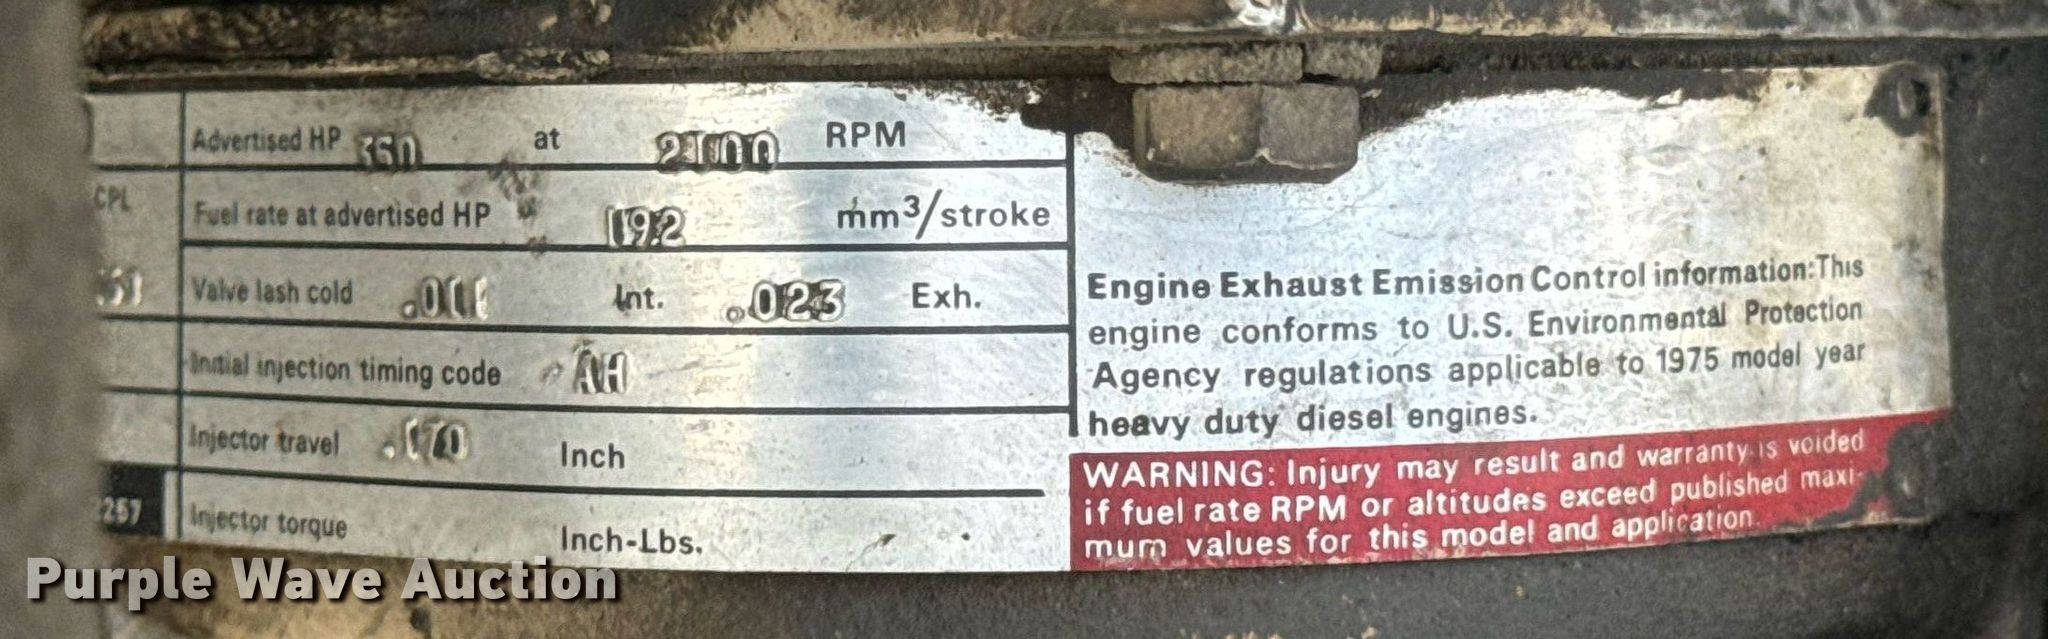 Advertised HP 350 at 2100 RPM
CPL
Fuel rate at advertised HP 192 mm³/stroke
Valve lash cold .011 Int. .023 Exh.
Initial injection timing code AH
Injector travel .170 Inch
257
Injector torque Inch-Lbs.
Engine Exhaust Emission Control information: This
engine conforms to U.S. Environmental Protection
Agency regulations applicable to 1975 model year
heavy duty diesel engines.
WARNING: Injury may result and warranty is voided
if fuel rate RPM or altitudes exceed published maxi-
mum values for this model and application.
Purple Wave Auction